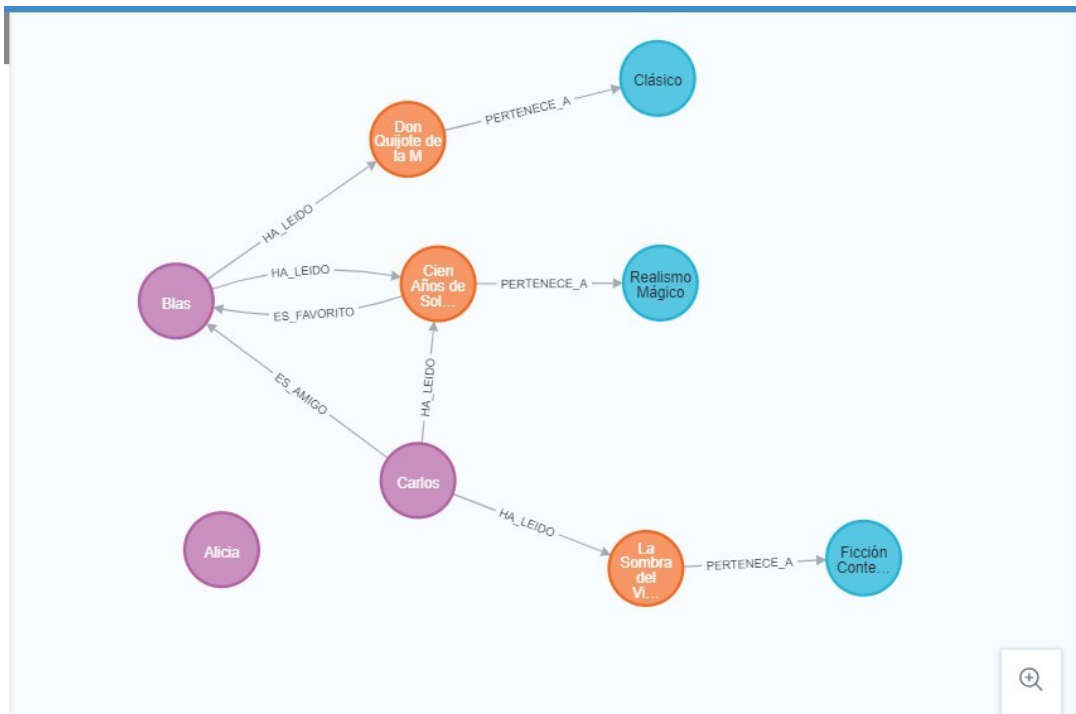 Clásico
PERTENECE_A
Don
Quijote de
la M
HA_LEIDO
HA_LEIDO
Cien
Años de
Sol...
PERTENECE_A
Realismo
Mágico
Blas
ES_FAVORITO
HA_LEIDO
ES_AMIGO
Carlos
HA_LEIDO
Alicia
La
Sombra
del
Vi...
PERTENECE_A
Ficción
Conte...